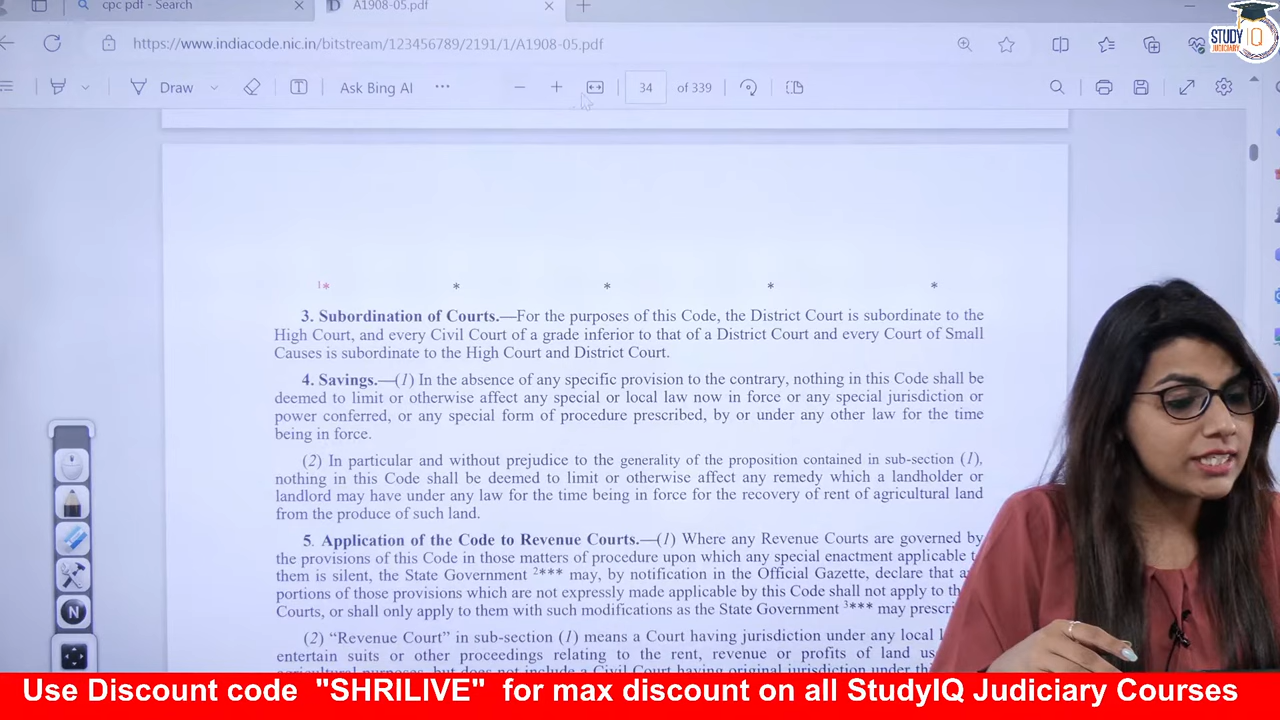 cpc pdf - Search
A1908-05.pdf
https://www.indiacode.nic.in/bitstream/123456789/2191/1/A1908-05.pdf
STUDY IQ
JUDICIARY
Draw
Ask Bing AI
34 of 339
1* * * * *
3. Subordination of Courts.—For the purposes of this Code, the District Court is subordinate to the
High Court, and every Civil Court of a grade inferior to that of a District Court and every Court of Small
Causes is subordinate to the High Court and District Court.
4. Savings.—(1) In the absence of any specific provision to the contrary, nothing in this Code shall be
deemed to limit or otherwise affect any special or local law now in force or any special jurisdiction or
power conferred, or any special form of procedure prescribed, by or under any other law for the time
being in force.
(2) In particular and without prejudice to the generality of the proposition contained in sub-section (1),
nothing in this Code shall be deemed to limit or otherwise affect any remedy which a landholder or
landlord may have under any law for the time being in force for the recovery of rent of agricultural land
from the produce of such land.
5. Application of the Code to Revenue Courts.—(1) Where any Revenue Courts are governed by
the provisions of this Code in those matters of procedure upon which any special enactment applicable
them is silent, the State Government 2*** may, by notification in the Official Gazette, declare that
portions of those provisions which are not expressly made applicable by this Code shall not apply to
Courts, or shall only apply to them with such modifications as the State Government 3*** may
(2) “Revenue Court” in sub-section (1) means a Court having jurisdiction under any local
entertain suits or other proceedings relating to the rent, revenue or profits of land
agricultural purposes, but does not include a Civil Court having original jurisdiction under
N
Use Discount code "SHRILIVE" for max discount on all StudyIQ Judiciary Courses